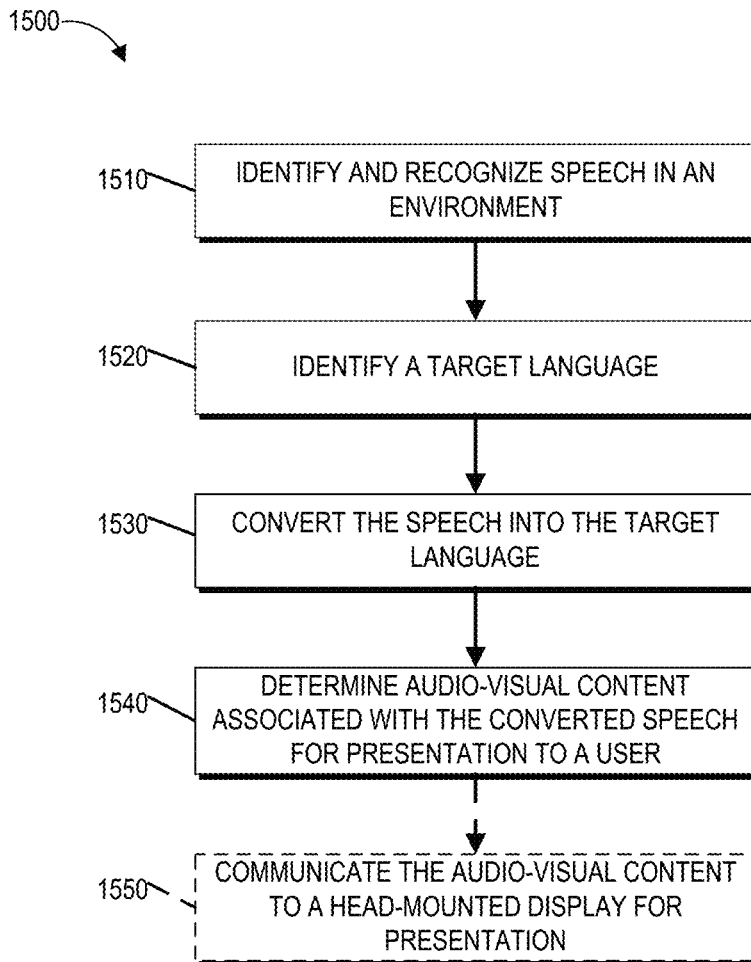 1500
1510
IDENTIFY AND RECOGNIZE SPEECH IN AN
ENVIRONMENT
1520
IDENTIFY A TARGET LANGUAGE
1530
CONVERT THE SPEECH INTO THE TARGET
LANGUAGE
1540
DETERMINE AUDIO-VISUAL CONTENT
ASSOCIATED WITH THE CONVERTED SPEECH
FOR PRESENTATION TO A USER
1550
COMMUNICATE THE AUDIO-VISUAL CONTENT
TO A HEAD-MOUNTED DISPLAY FOR
PRESENTATION